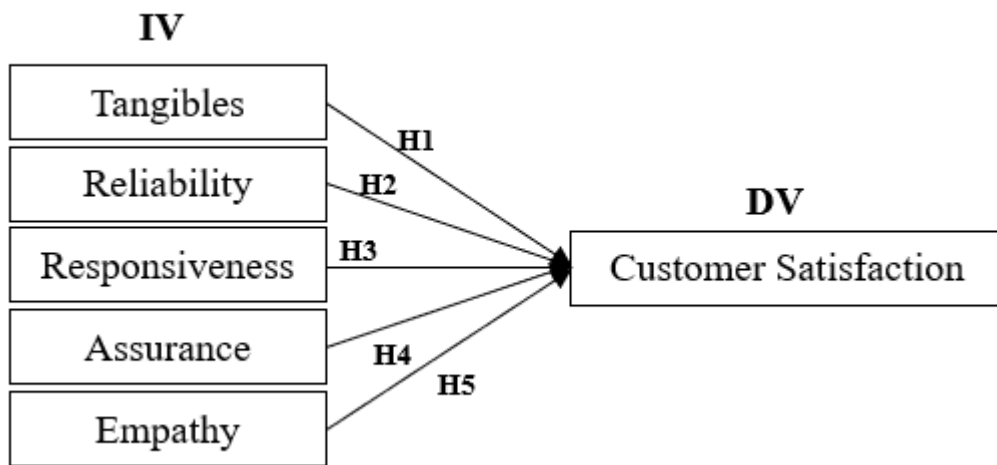 IV
Tangibles
H1
Reliability
H2
DV
Responsiveness
H3
Customer Satisfaction
Assurance
H4
H5
Empathy